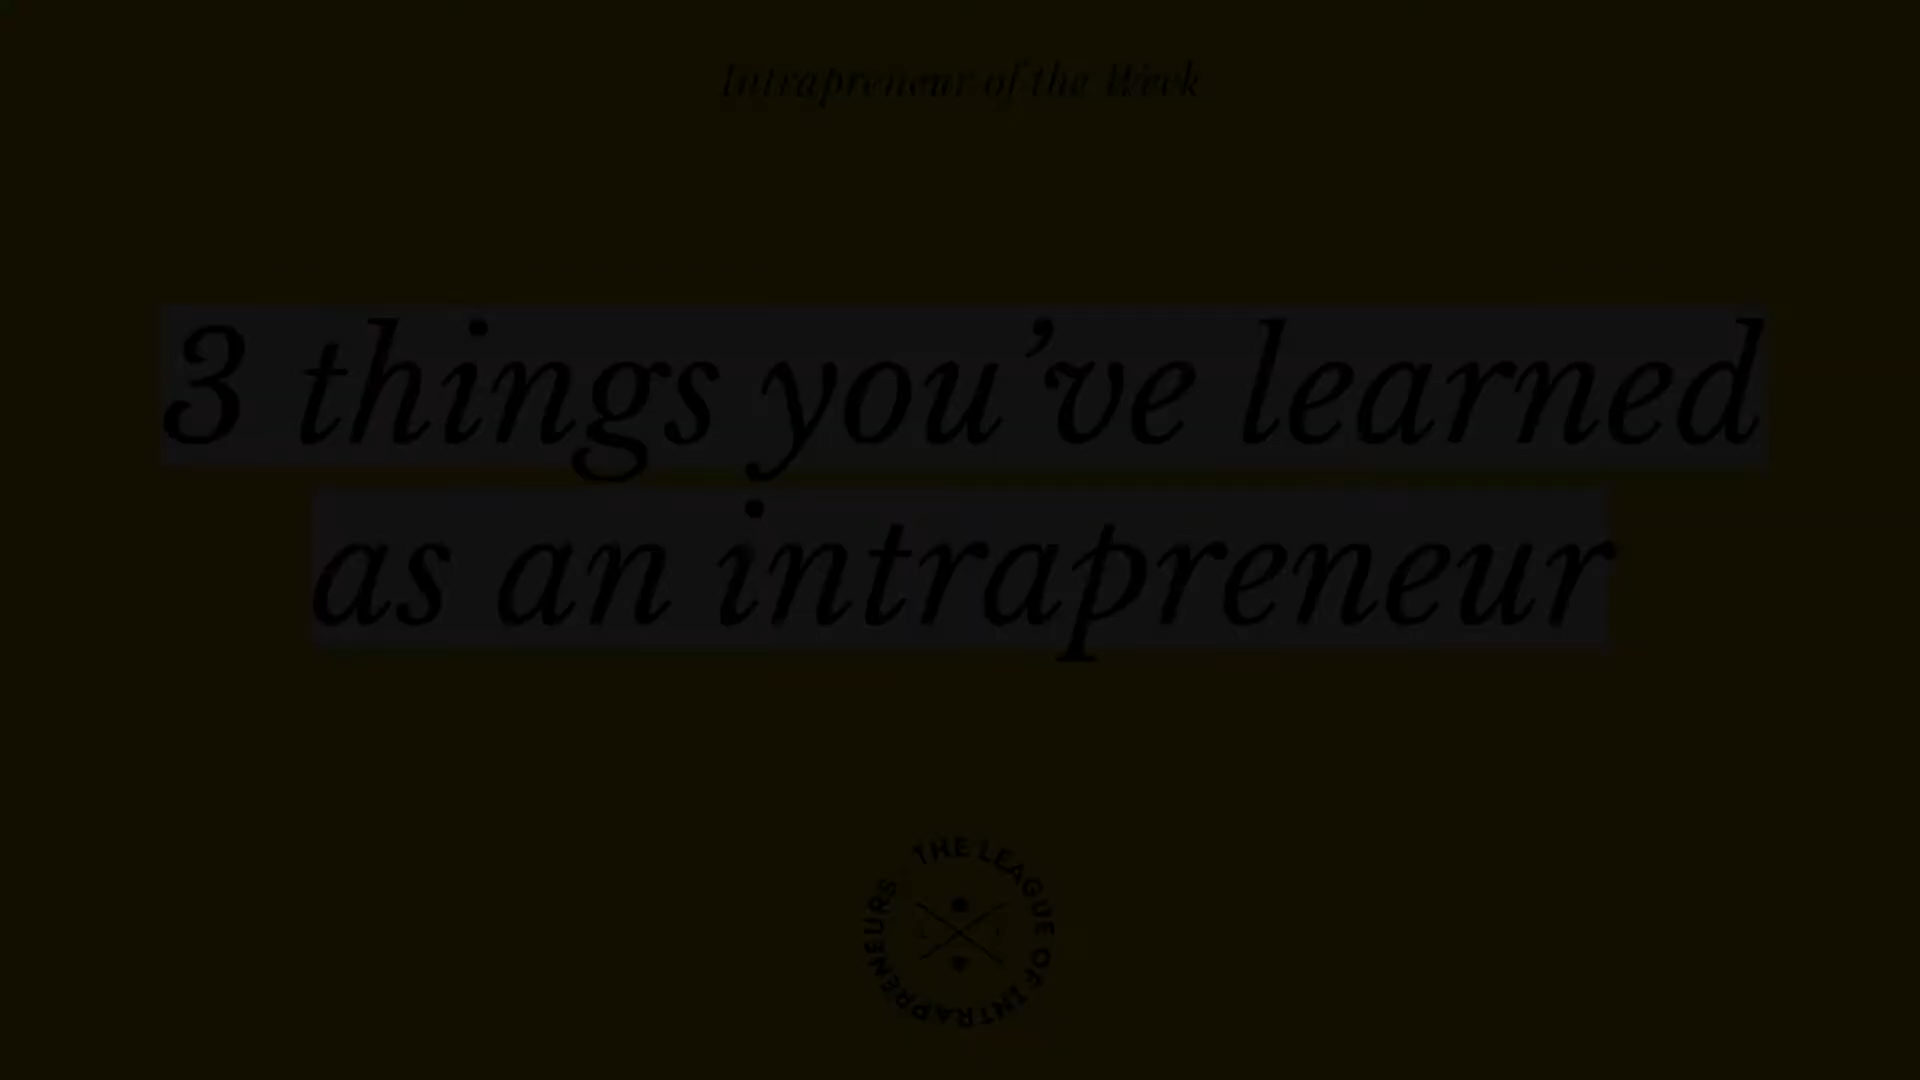 Intrapreneur of the Week
3 things you’ve learned
as an intrapreneur
THE LEAGUE OF INTRAPRENEURS